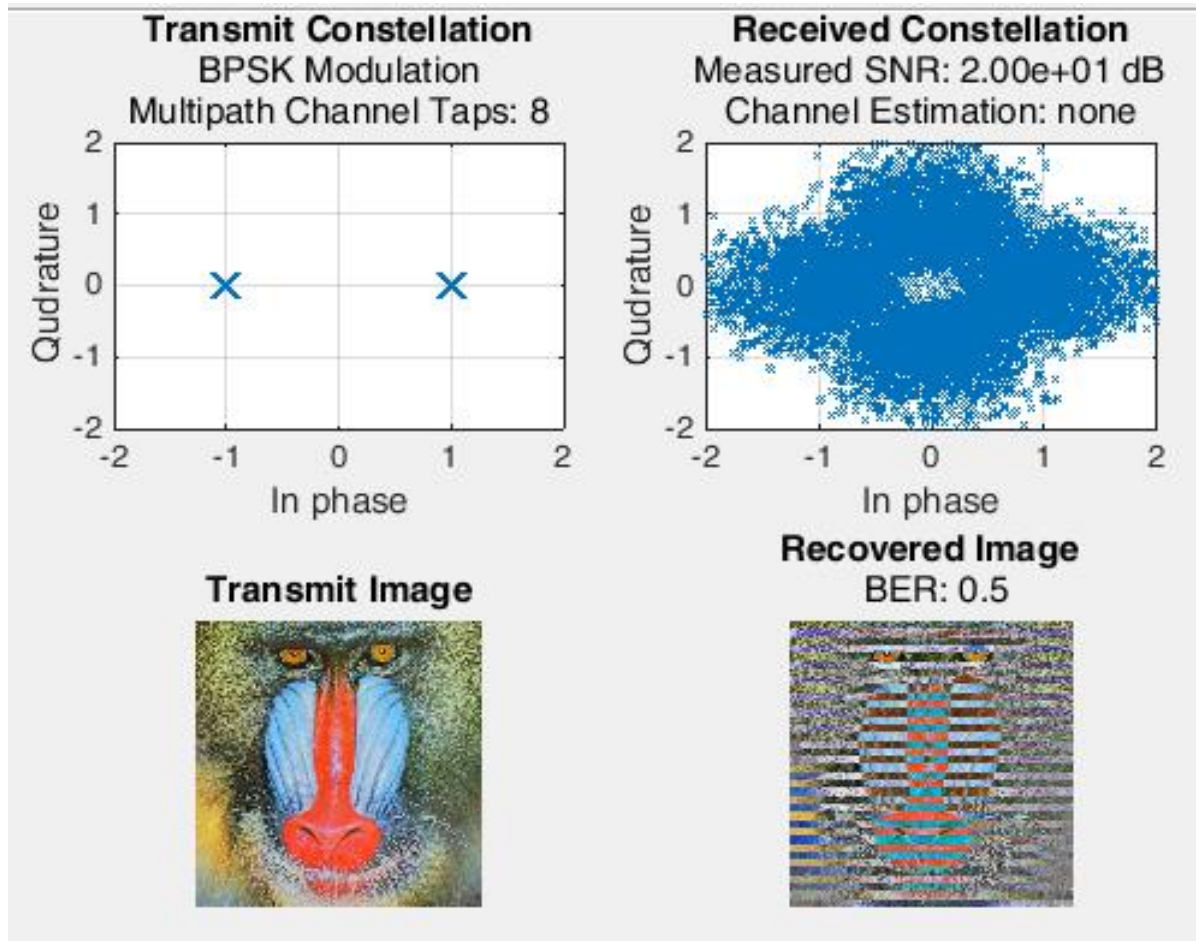 Transmit Constellation
BPSK Modulation
Multipath Channel Taps: 8
2
1
0
-1
-2
Qudrature
-2 -1 0 1 2
In phase
Received Constellation
Measured SNR: 2.00e+01 dB
Channel Estimation: none
2
1
0
-1
-2
Qudrature
-2 -1 0 1 2
In phase
Transmit Image
Recovered Image
BER: 0.5